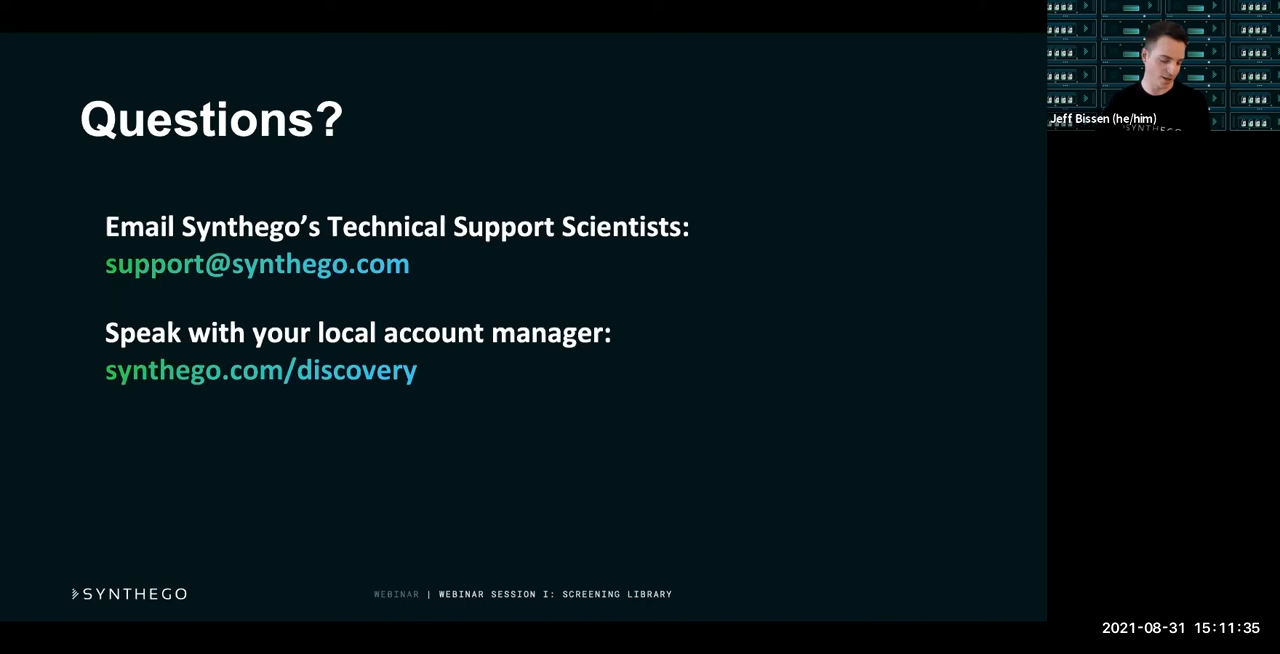 Questions?
Email Synthego’s Technical Support Scientists:
support@synthego.com
Speak with your local account manager:
synthego.com/discovery
SYNTHEGO
WEBINAR | WEBINAR SESSION I: SCREENING LIBRARY
Jeff Bissen (he/him)
SYNTHEGO
2021-08-31 15:11:35